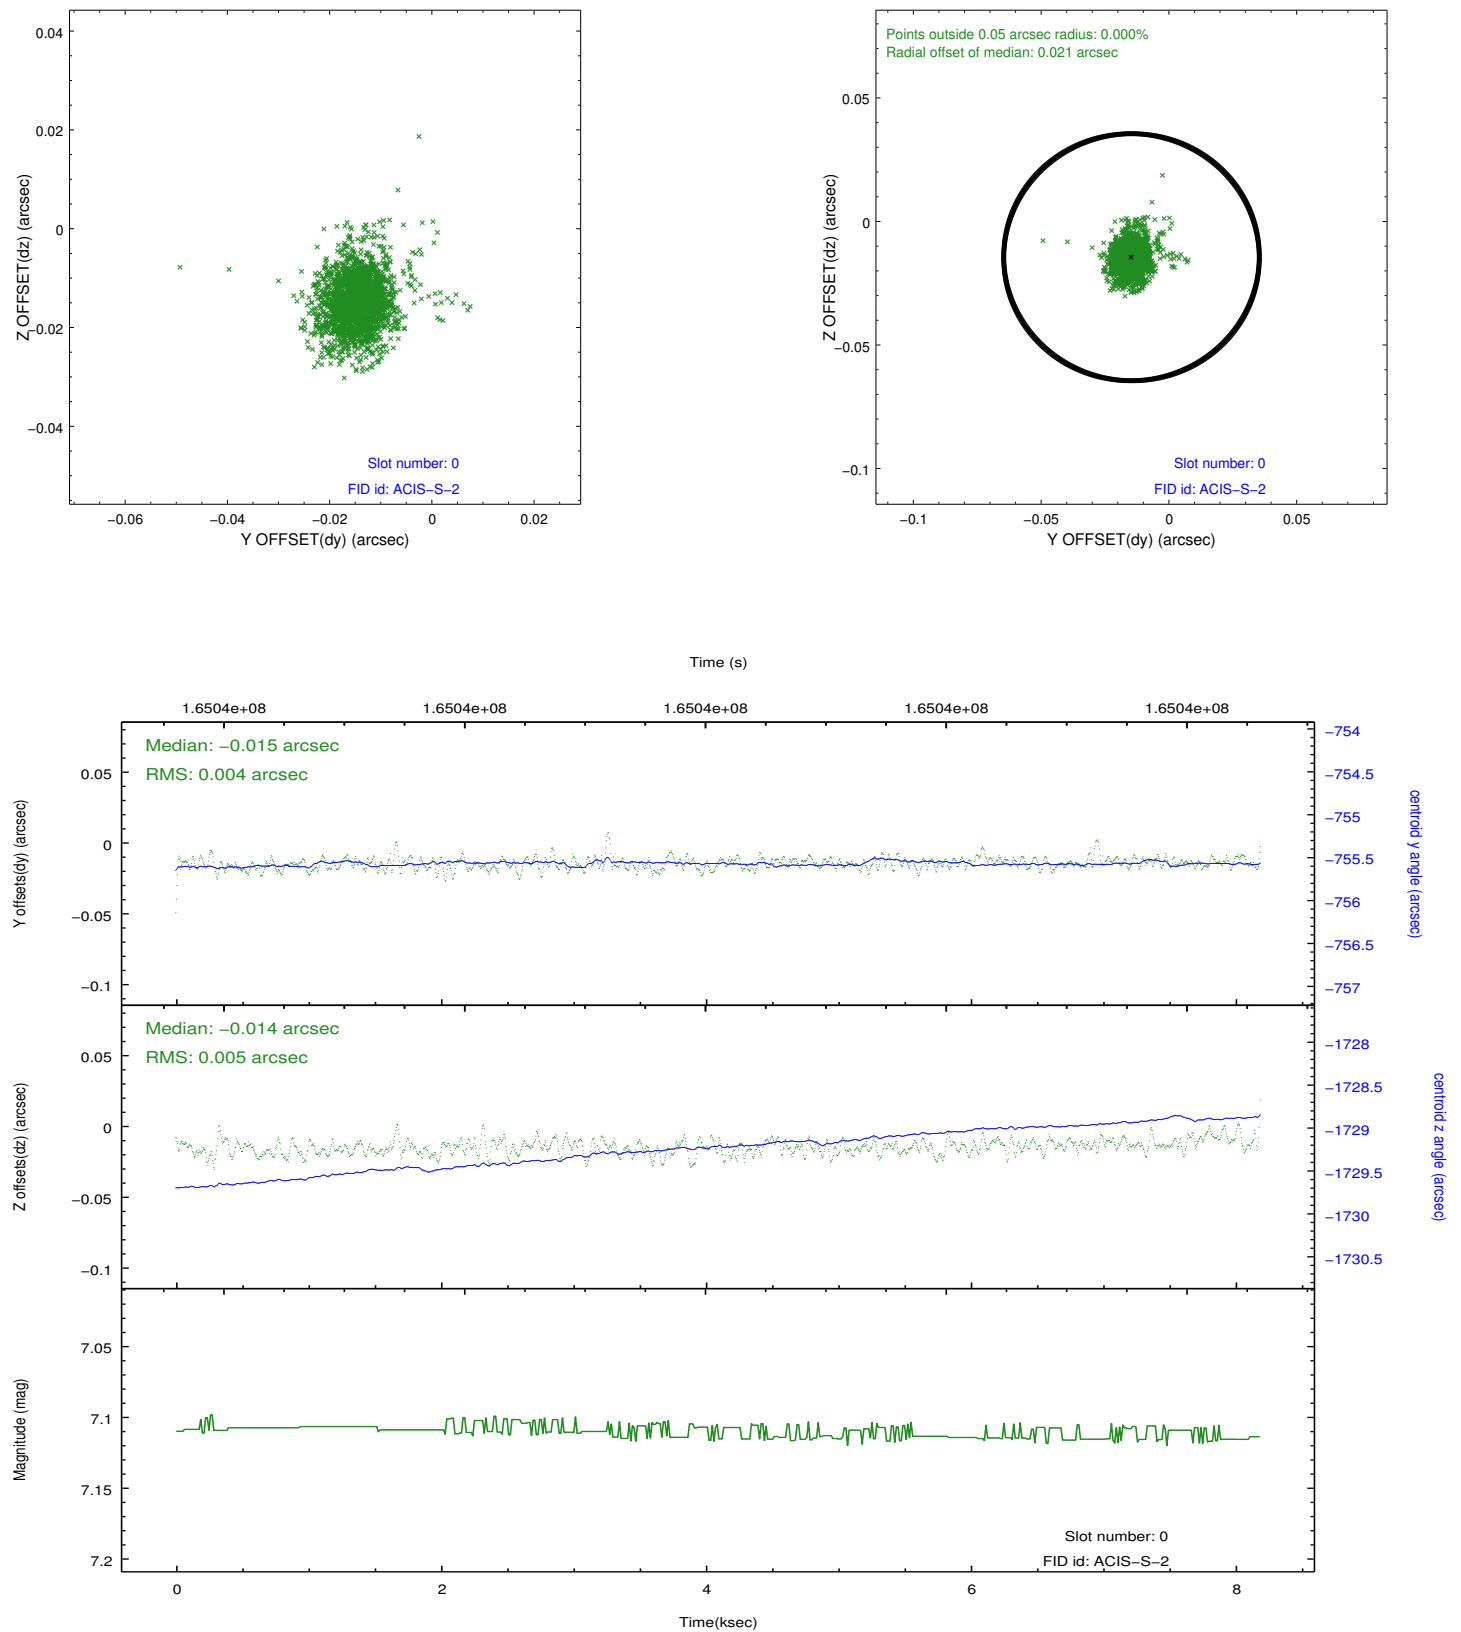 0.04
0.02
0
−0.02
−0.04
Z OFFSET(dz) (arcsec)
Slot number: 0
FID id: ACIS−S−2
−0.06
−0.04
−0.02
0
0.02
Y OFFSET(dy) (arcsec)
Points outside 0.05 arcsec radius: 0.000%
Radial offset of median: 0.021 arcsec
0.05
0
−0.05
−0.1
Z OFFSET(dz) (arcsec)
Slot number: 0
FID id: ACIS−S−2
−0.1
−0.05
0
0.05
Y OFFSET(dy) (arcsec)
Time (s)
1.6504e+08
1.6504e+08
1.6504e+08
1.6504e+08
1.6504e+08
Median: −0.015 arcsec
RMS: 0.004 arcsec
0.05
0
−0.05
−0.1
Y offsets(dy) (arcsec)
−754
−754.5
−755
−755.5
−756
−756.5
−757
centroid y angle (arcsec)
Median: −0.014 arcsec
RMS: 0.005 arcsec
0.05
0
−0.05
−0.1
Z offsets(dz) (arcsec)
−1728
−1728.5
−1729
−1729.5
−1730
−1730.5
centroid z angle (arcsec)
7.05
7.1
7.15
7.2
Magnitude (mag)
Slot number: 0
FID id: ACIS−S−2
0
2
4
6
8
Time(ksec)